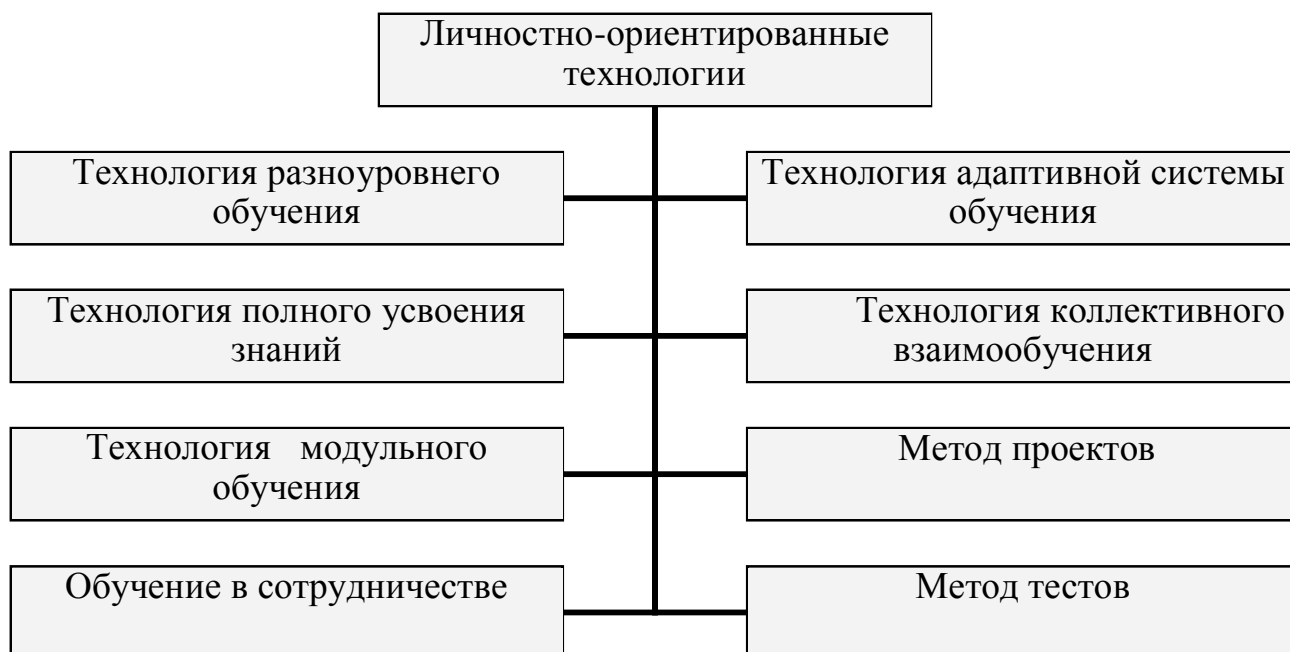 Личностно-ориентированные
технологии
Технология разноуровнего
обучения
Технология адаптивной системы
обучения
Технология полного усвоения
знаний
Технология коллективного
взаимообучения
Технология модульного
обучения
Метод проектов
Обучение в сотрудничестве
Метод тестов